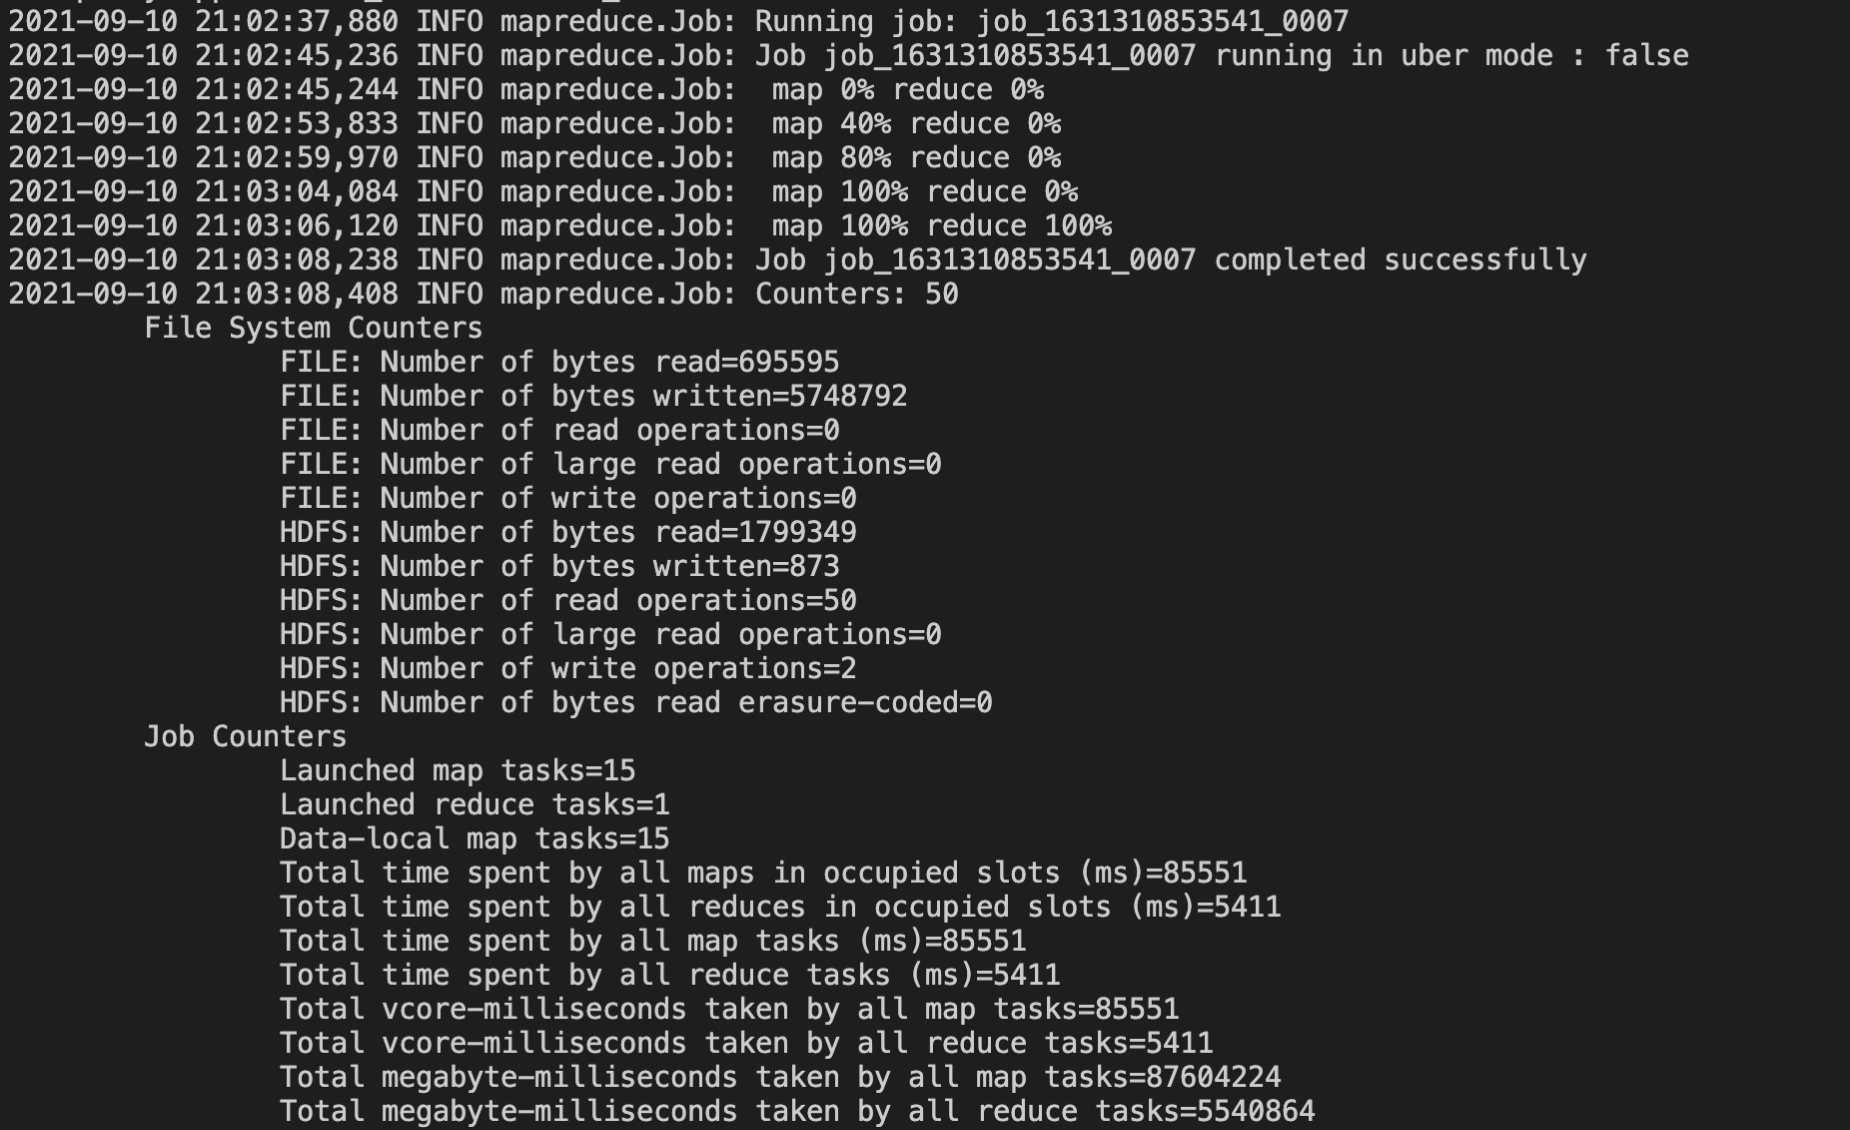 2021-09-10 21:02:37,880 INFO mapreduce.Job: Running job: job_1631310853541_0007
2021-09-10 21:02:45,236 INFO mapreduce.Job: Job job_1631310853541_0007 running in uber mode : false
2021-09-10 21:02:45,244 INFO mapreduce.Job:  map 0% reduce 0%
2021-09-10 21:02:53,833 INFO mapreduce.Job:  map 40% reduce 0%
2021-09-10 21:02:59,970 INFO mapreduce.Job:  map 80% reduce 0%
2021-09-10 21:03:04,084 INFO mapreduce.Job:  map 100% reduce 0%
2021-09-10 21:03:06,120 INFO mapreduce.Job:  map 100% reduce 100%
2021-09-10 21:03:08,238 INFO mapreduce.Job: Job job_1631310853541_0007 completed successfully
2021-09-10 21:03:08,408 INFO mapreduce.Job: Counters: 50
File System Counters
FILE: Number of bytes read=695595
FILE: Number of bytes written=5748792
FILE: Number of read operations=0
FILE: Number of large read operations=0
FILE: Number of write operations=0
HDFS: Number of bytes read=1799349
HDFS: Number of bytes written=873
HDFS: Number of read operations=50
HDFS: Number of large read operations=0
HDFS: Number of write operations=2
HDFS: Number of bytes read erasure-coded=0
Job Counters
Launched map tasks=15
Launched reduce tasks=1
Data-local map tasks=15
Total time spent by all maps in occupied slots (ms)=85551
Total time spent by all reduces in occupied slots (ms)=5411
Total time spent by all map tasks (ms)=85551
Total time spent by all reduce tasks (ms)=5411
Total vcore-milliseconds taken by all map tasks=85551
Total vcore-milliseconds taken by all reduce tasks=5411
Total megabyte-milliseconds taken by all map tasks=87604224
Total megabyte-milliseconds taken by all reduce tasks=5540864